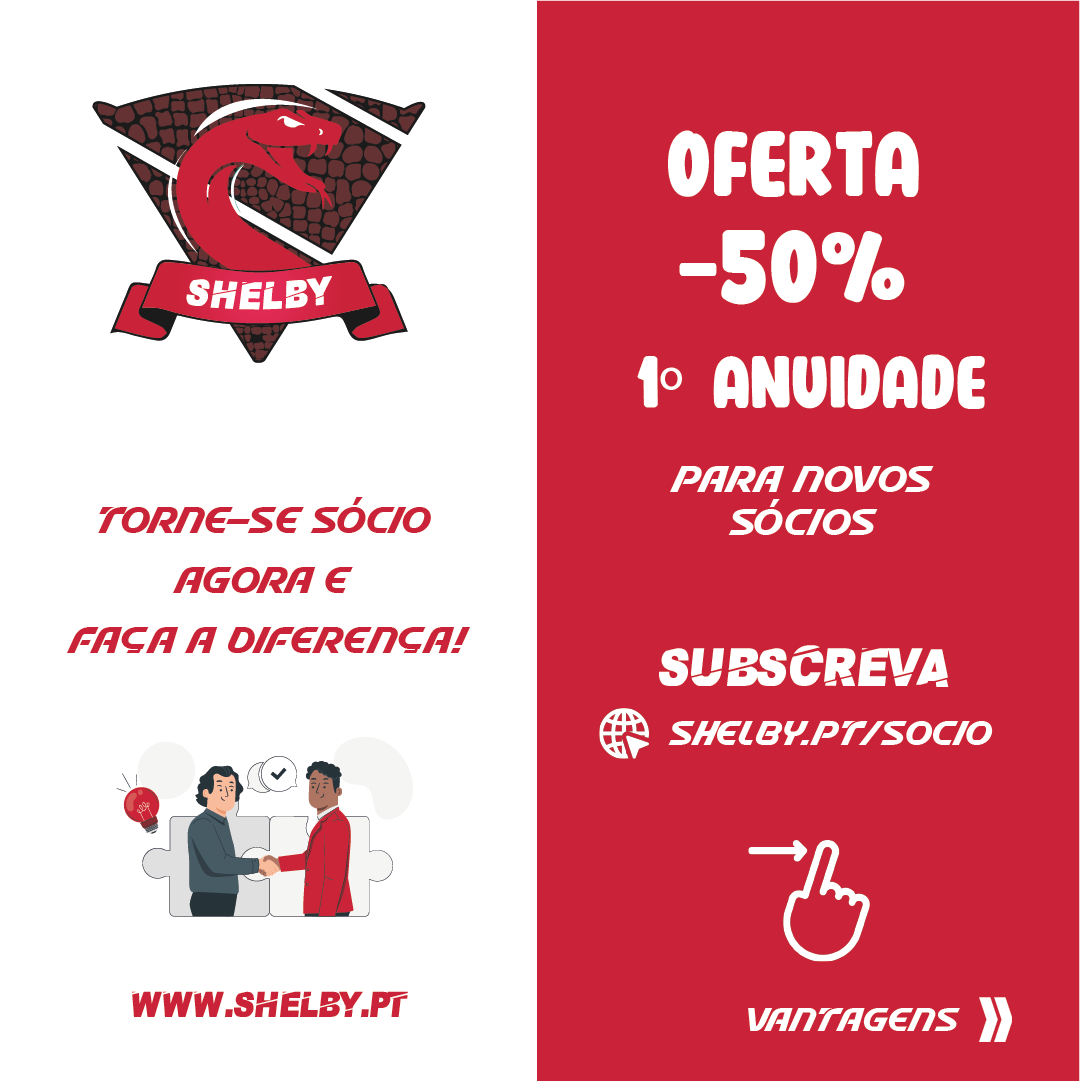 SHELBY
TORNE-SE SÓCIO
AGORA E
FAÇA A DIFERENÇA!
WWW.SHELBY.PT
OFERTA
-50%
1º ANUIDADE
PARA NOVOS
SÓCIOS
SUBSCREVA
SHELBY.PT/SOCIO
VANTAGENS